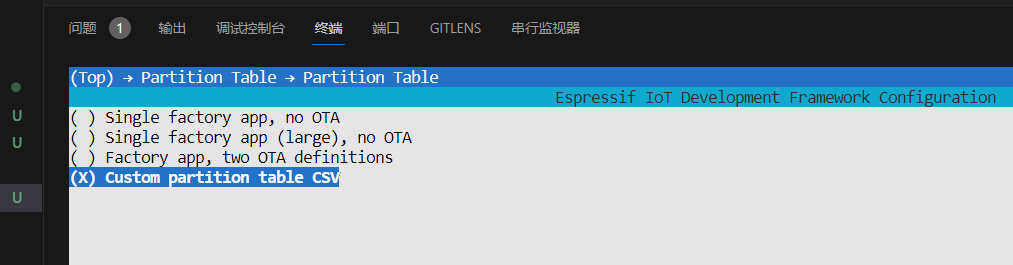 问题 1 输出 调试控制台 终端 端口 GITLENS 串行监视器
(Top) → Partition Table → Partition Table
Espressif IoT Development Framework Configuration
( ) Single factory app, no OTA
U
( ) Single factory app (large), no OTA
U
( ) Factory app, two OTA definitions
(X) Custom partition table CSV
U